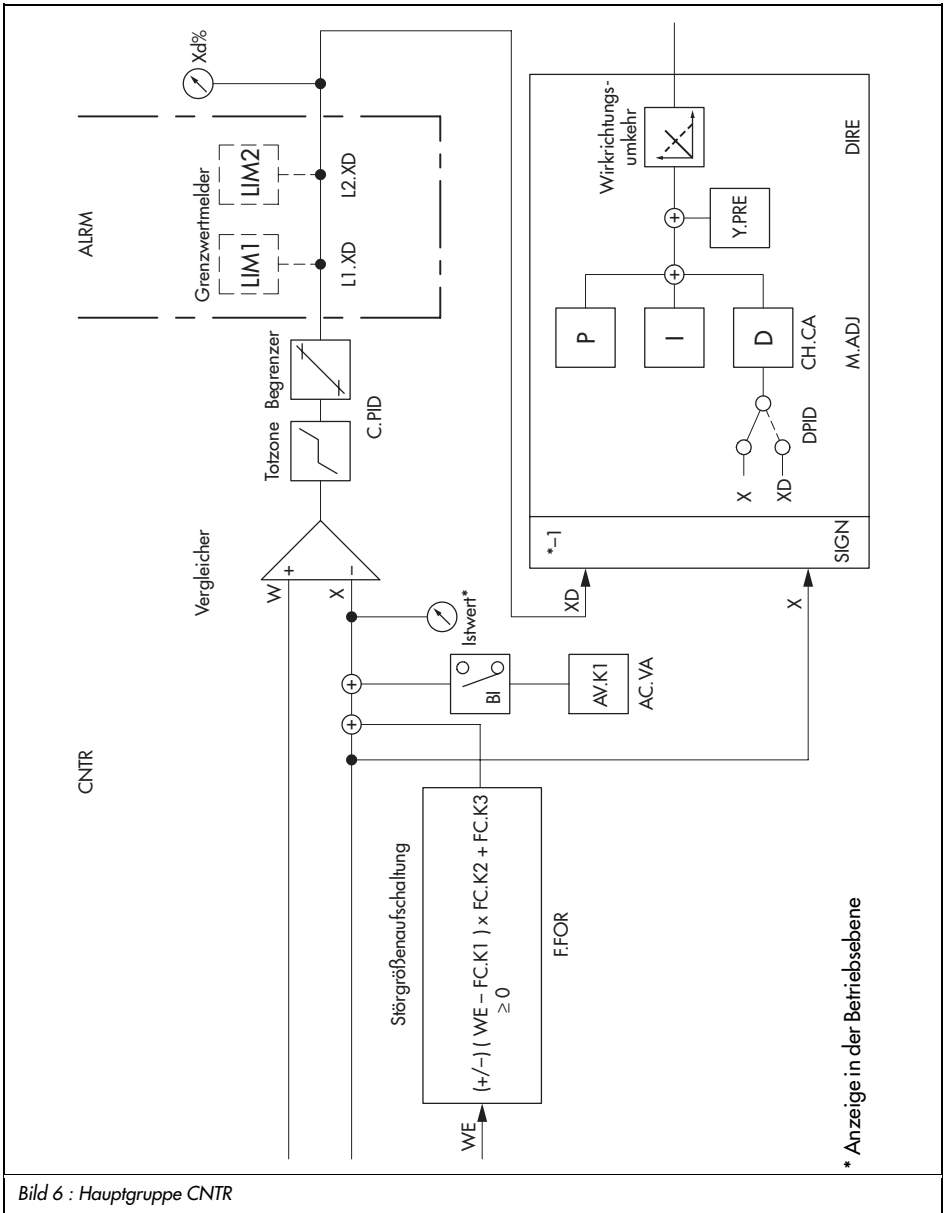 CNTR
ALRM
Störgrößenaufschaltung
WE
(+/−) ( WE − FC.K1 ) x FC.K2 + FC.K3
≥ 0
F.FOR
Vergleicher
W
+
X
−
+
+
Istwert*
BI
AV.K1
AC.VA
Totzone
Begrenzer
C.PID
Grenzwertmelder
LIM1
LIM2
L1.XD
L2.XD
Xd%
XD
X
*−1
SIGN
X
XD
DPID
P
I
D
CH.CA
M.ADJ
+
+
Y.PRE
Wirkrichtungs-
umkehr
DIRE
* Anzeige in der Betriebsebene
Bild 6 : Hauptgruppe CNTR